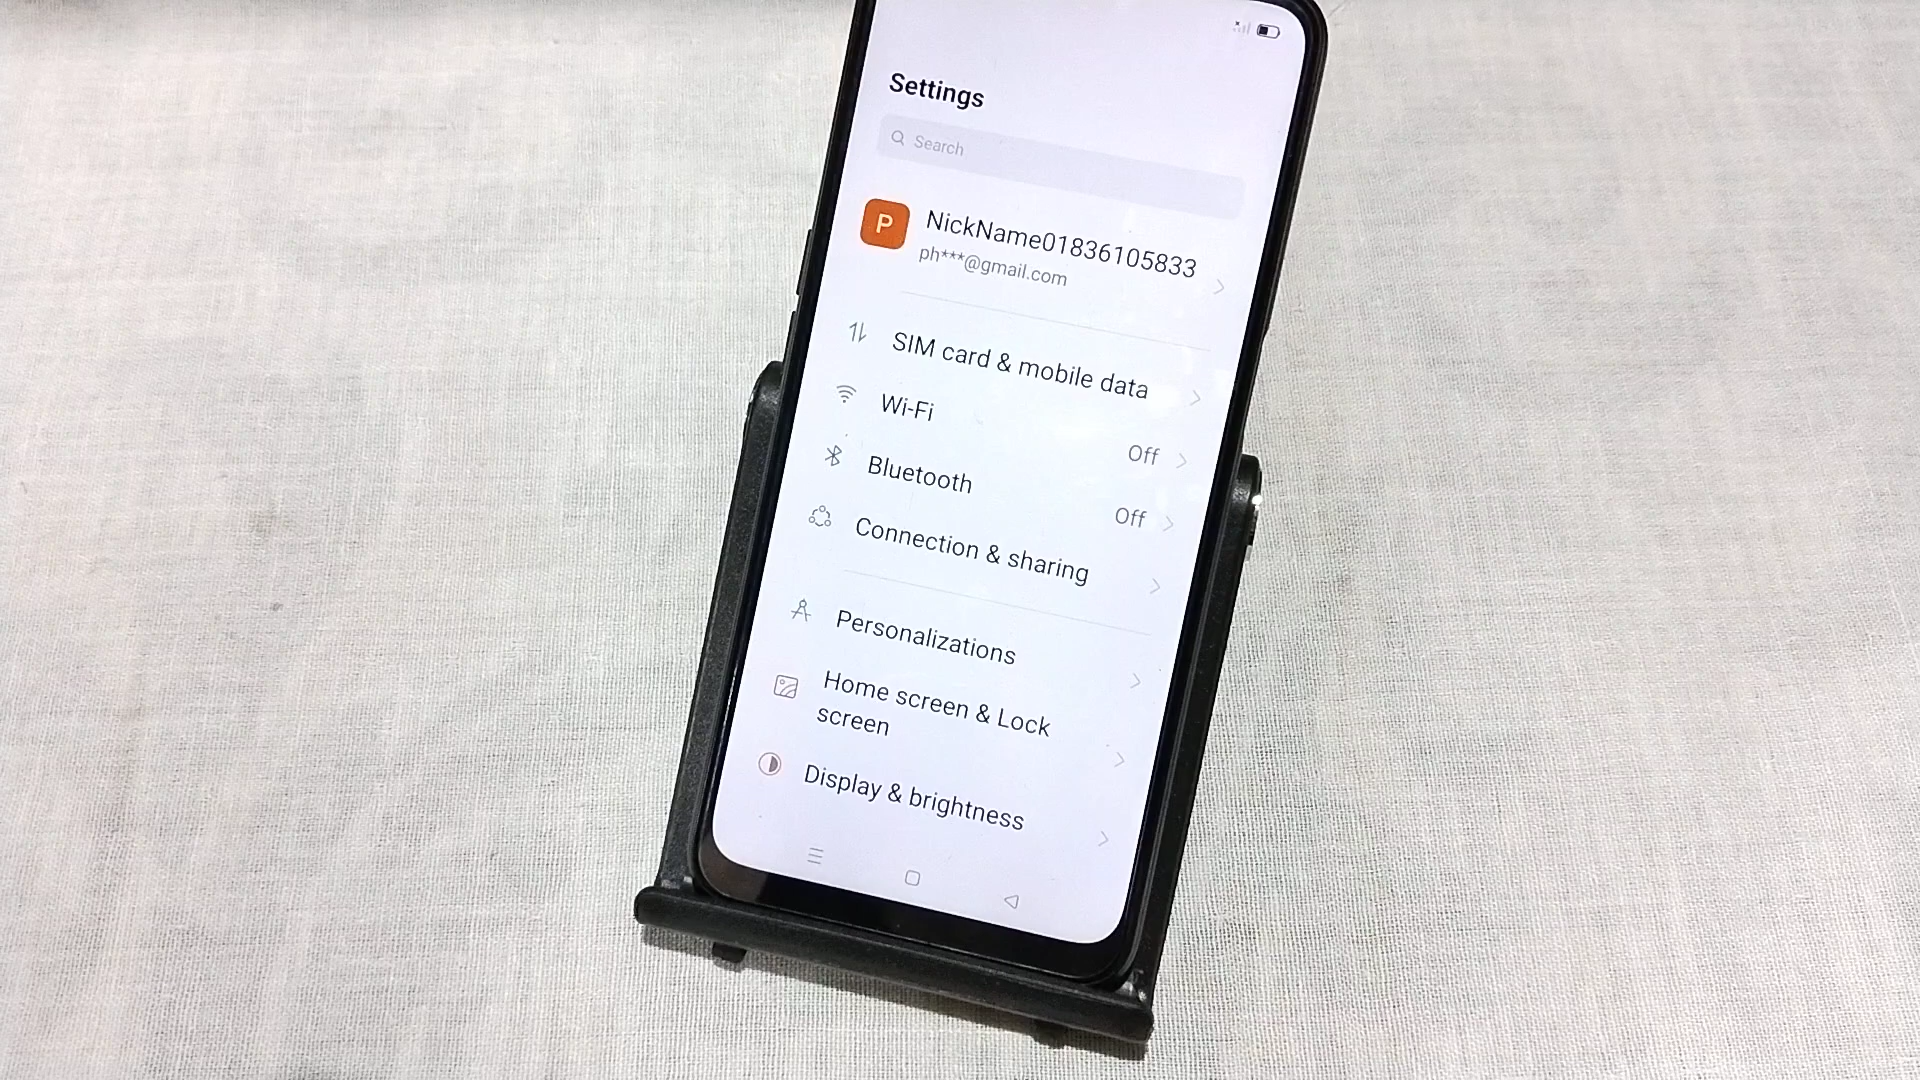 Settings
Search
P
NickName01836105833
ph***@gmail.com
SIM card & mobile data
Wi-Fi
Off
Bluetooth
Off
Connection & sharing
Personalizations
Home screen & Lock
screen
Display & brightness